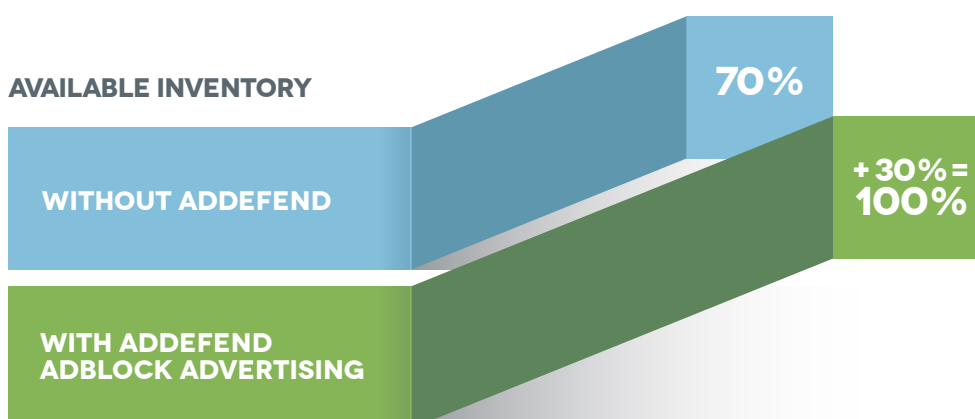 AVAILABLE INVENTORY
70%
+ 30% =
100%
WITHOUT ADDEFEND
WITH ADDEFEND
ADBLOCK ADVERTISING